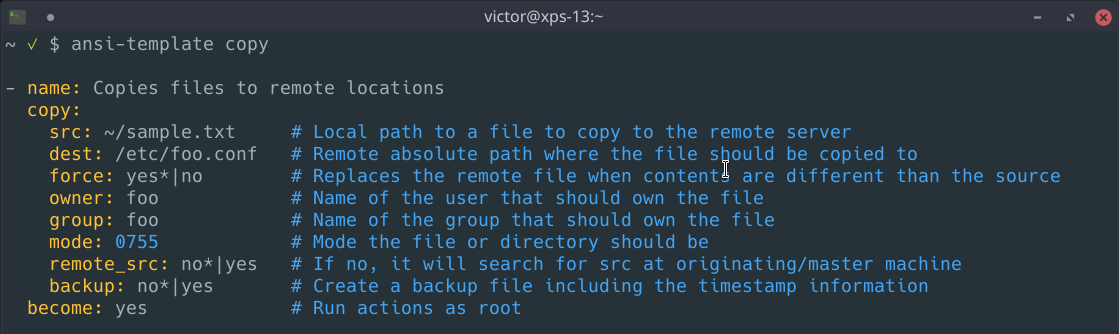 victor@xps-13:~
~ ✓ $ ansi-template copy
- name: Copies files to remote locations
  copy:
    src: ~/sample.txt     # Local path to a file to copy to the remote server
    dest: /etc/foo.conf   # Remote absolute path where the file should be copied to
    force: yes*|no        # Replaces the remote file when contents are different than the source
    owner: foo            # Name of the user that should own the file
    group: foo            # Name of the group that should own the file
    mode: 0755            # Mode the file or directory should be
    remote_src: no*|yes   # If no, it will search for src at originating/master machine
    backup: no*|yes       # Create a backup file including the timestamp information
  become: yes             # Run actions as root